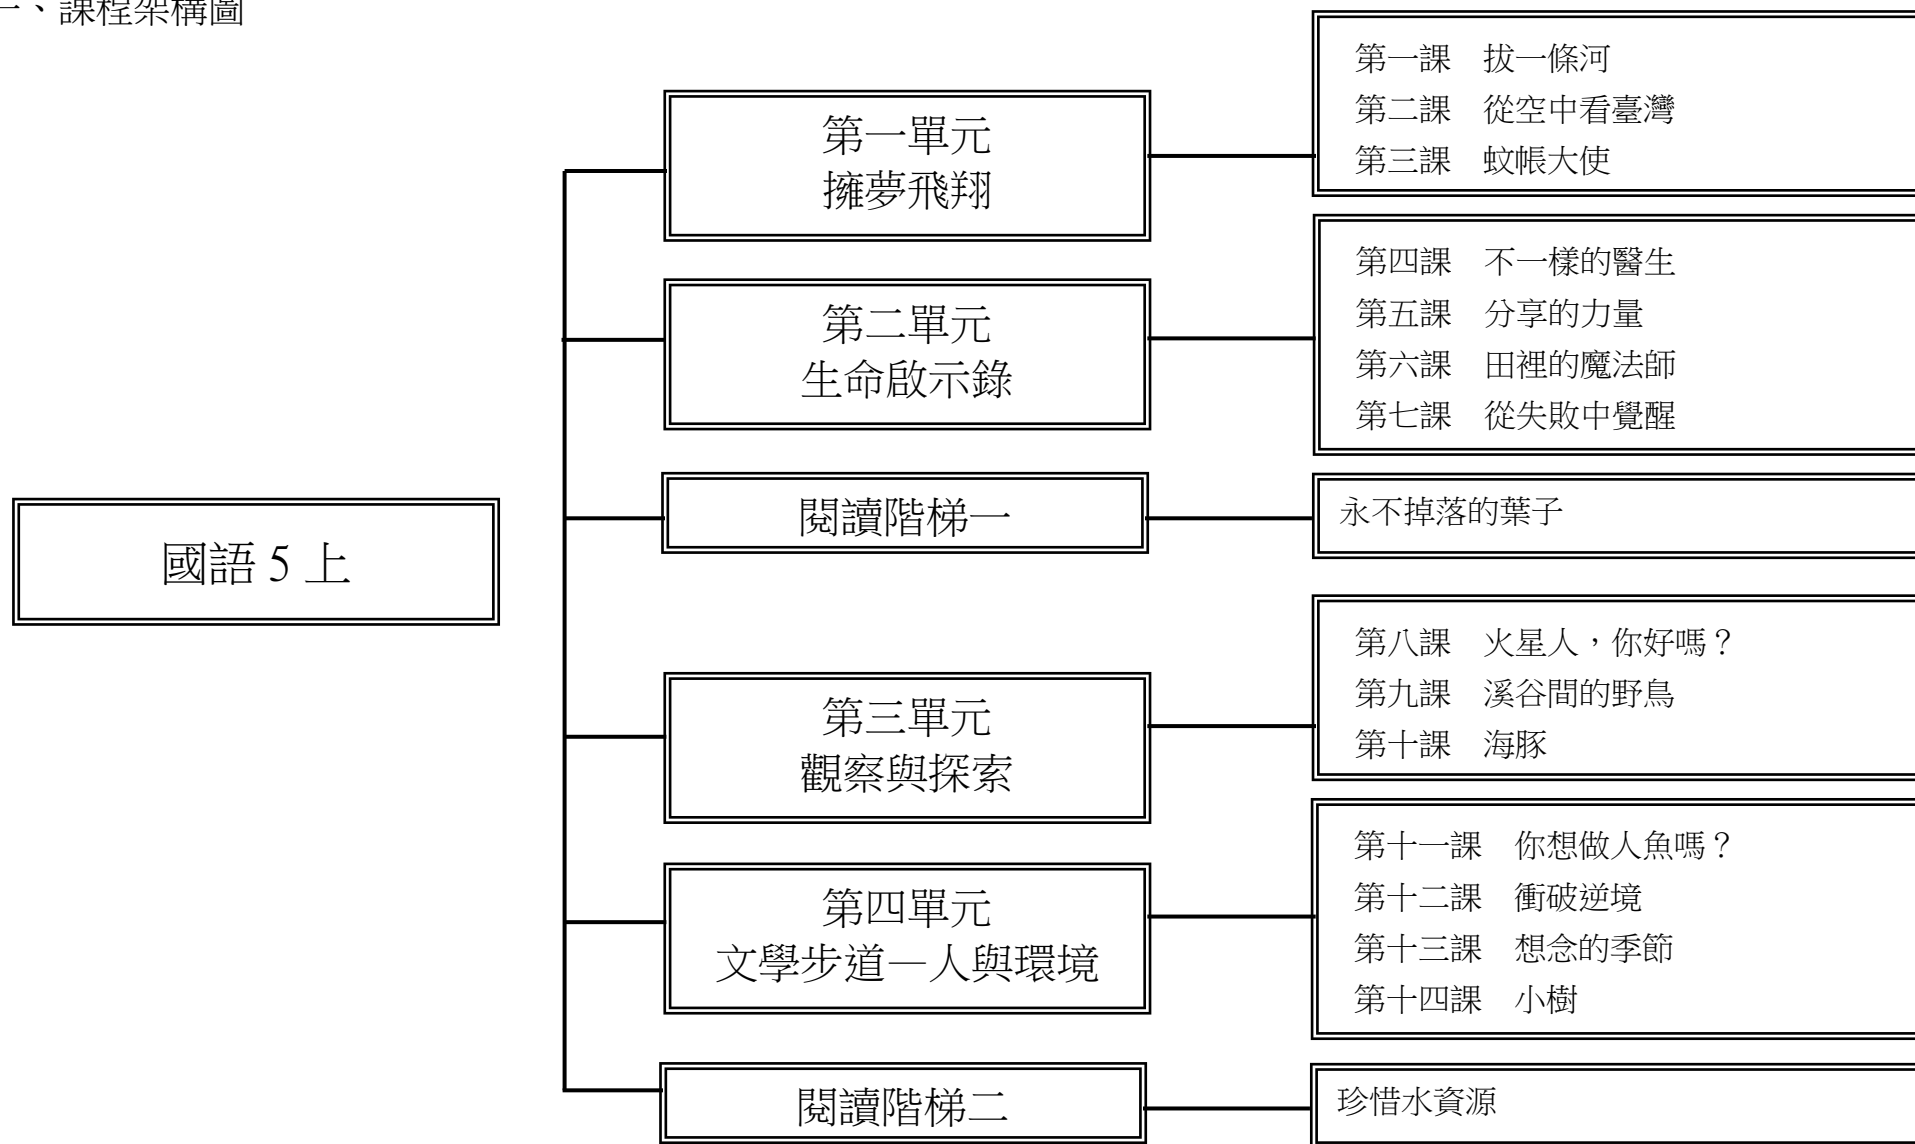 一、課程架構圖
國語 5 上
第一單元
擁夢飛翔
第一課　拔一條河
第二課　從空中看臺灣
第三課　蚊帳大使
第二單元
生命啟示錄
第四課　不一樣的醫生
第五課　分享的力量
第六課　田裡的魔法師
第七課　從失敗中覺醒
閱讀階梯一
永不掉落的葉子
第三單元
觀察與探索
第八課　火星人，你好嗎？
第九課　溪谷間的野鳥
第十課　海豚
第四單元
文學步道—人與環境
第十一課　你想做人魚嗎？
第十二課　衝破逆境
第十三課　想念的季節
第十四課　小樹
閱讀階梯二
珍惜水資源